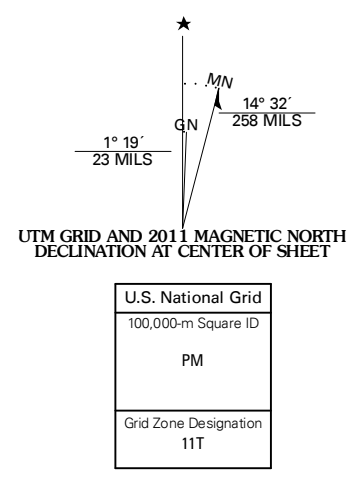 MN
14° 32´
258 MILS
GN
1° 19´
23 MILS
UTM GRID AND 2011 MAGNETIC NORTH
DECLINATION AT CENTER OF SHEET
U.S. National Grid
100,000-m Square ID
PM
Grid Zone Designation
11T